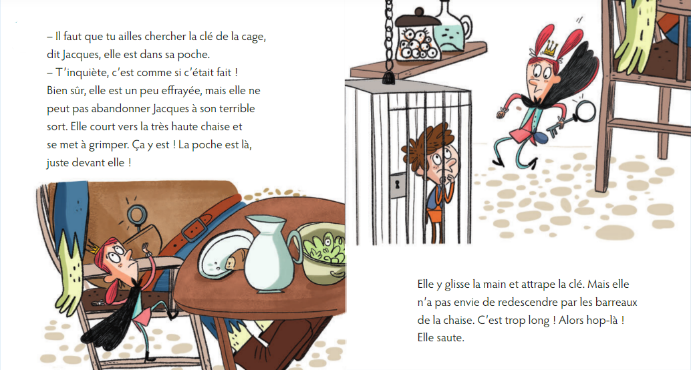 – Il faut que tu ailles chercher la clé de la cage,
dit Jacques, elle est dans sa poche.
– T’inquiète, c’est comme si c’était fait !
Bien sûr, elle est un peu effrayée, mais elle ne
peut pas abandonner Jacques à son terrible
sort. Elle court vers la très haute chaise et
se met à grimper. Ça y est ! La poche est là,
juste devant elle !
Elle y glisse la main et attrape la clé. Mais elle
n’a pas envie de redescendre par les barreaux
de la chaise. C’est trop long ! Alors hop-là !
Elle saute.